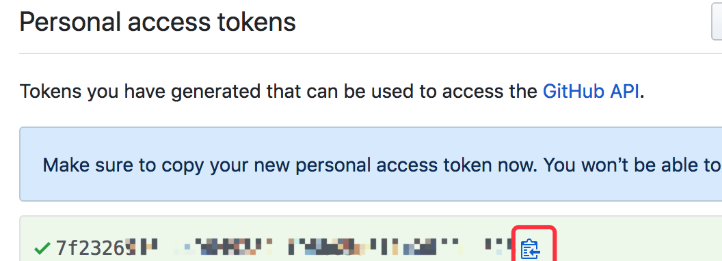 Personal access tokens
Tokens you have generated that can be used to access the GitHub API.
Make sure to copy your new personal access token now. You won’t be able to
7f2326